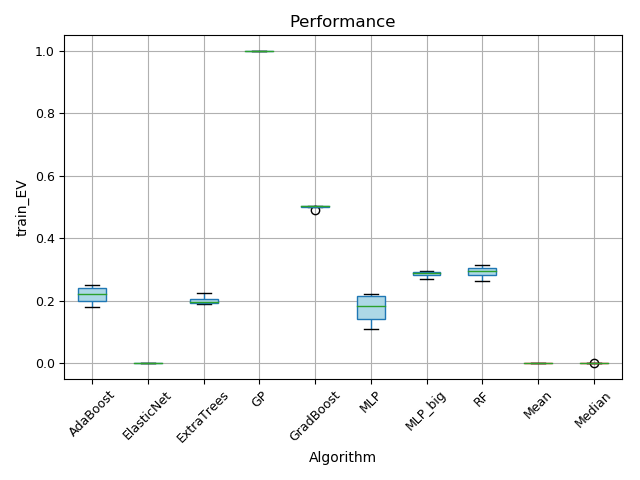 Performance
1.0
0.8
0.6
0.4
0.2
0.0
train_EV
AdaBoost
ElasticNet
ExtraTrees
GP
GradBoost
MLP
MLP_big
RF
Mean
Median
Algorithm